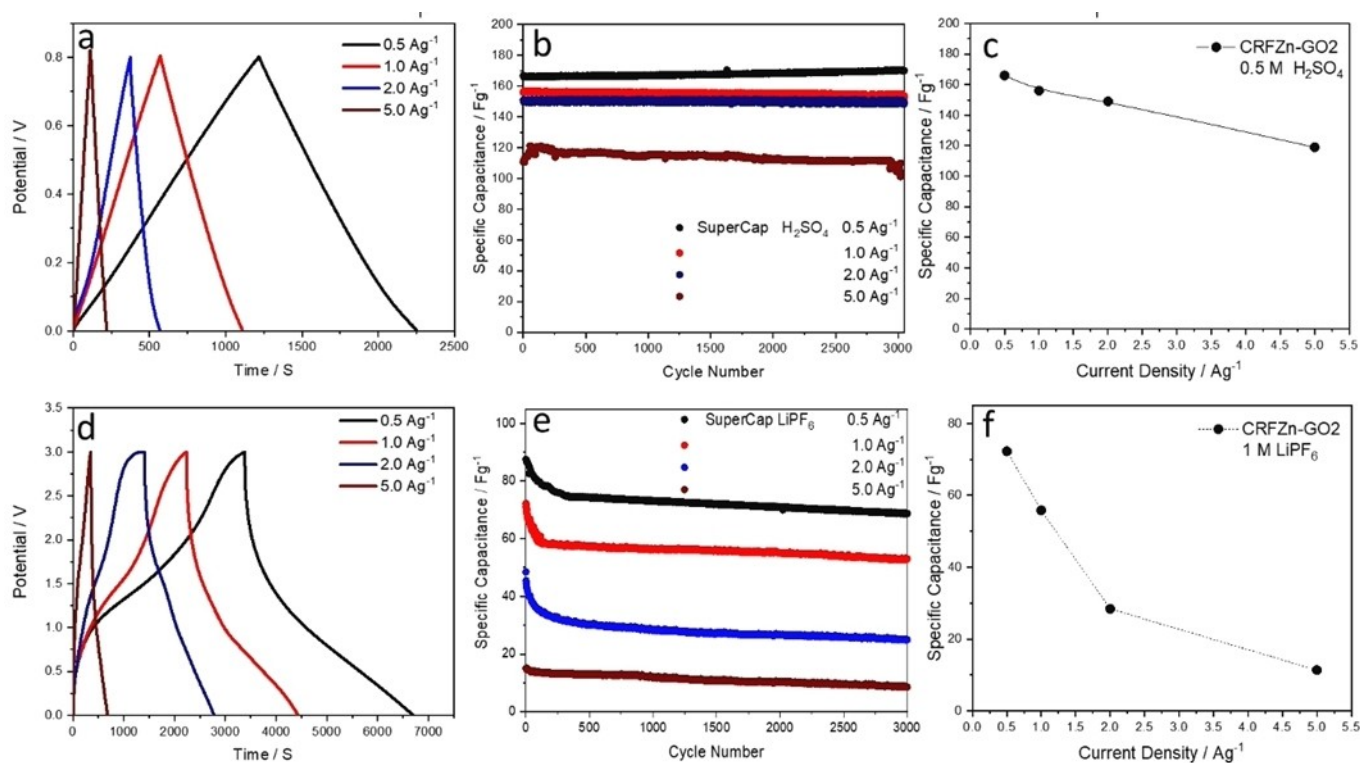 a
0.5 Ag⁻¹
1.0 Ag⁻¹
2.0 Ag⁻¹
5.0 Ag⁻¹
Potential / V
0.8
0.6
0.4
0.2
0.0
0 500 1000 1500 2000 2500
Time / S
b
Specific Capacitance / Fg⁻¹
200
180
160
140
120
100
80
60
40
20
0
SuperCap H₂SO₄ 0.5 Ag⁻¹
1.0 Ag⁻¹
2.0 Ag⁻¹
5.0 Ag⁻¹
0 500 1000 1500 2000 2500 3000
Cycle Number
c
CRFZn-GO2
0.5 M H₂SO₄
Specific Capacitance / Fg⁻¹
200
180
160
140
120
100
80
60
40
20
0
0.0 0.5 1.0 1.5 2.0 2.5 3.0 3.5 4.0 4.5 5.0 5.5
Current Density / Ag⁻¹
d
0.5 Ag⁻¹
1.0 Ag⁻¹
2.0 Ag⁻¹
5.0 Ag⁻¹
Potential / V
3.5
3.0
2.5
2.0
1.5
1.0
0.5
0.0
0 1000 2000 3000 4000 5000 6000 7000
Time / S
e
SuperCap LiPF₆ 0.5 Ag⁻¹
1.0 Ag⁻¹
2.0 Ag⁻¹
5.0 Ag⁻¹
Specific Capacitance / Fg⁻¹
100
80
60
40
20
0
0 500 1000 1500 2000 2500 3000
Cycle Number
f
CRFZn-GO2
1 M LiPF₆
Specific Capacitance / Fg⁻¹
80
60
40
20
0
0.0 0.5 1.0 1.5 2.0 2.5 3.0 3.5 4.0 4.5 5.0 5.5
Current Density / Ag⁻¹